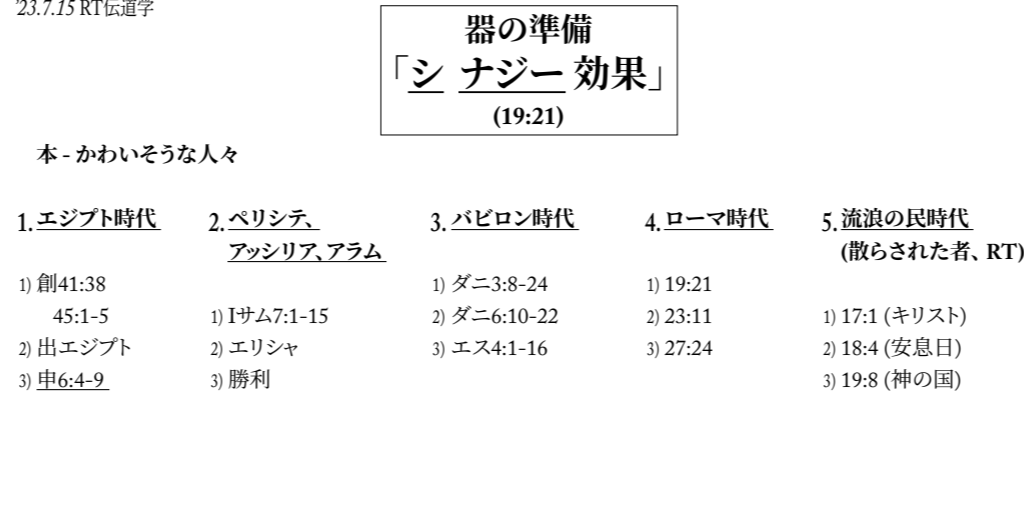 '23.7.15 RT伝道学
器の準備
「シ ナジー 効果」
(19:21)
本 - かわいそうな人々
1. エジプト時代
1) 創41:38
45:1-5
2) 出エジプト
3) 申6:4-9
2. ペリシテ、
アッシリア、アラム
1) Iサム7:1-15
2) エリシャ
3) 勝利
3. バビロン時代
1) ダニ3:8-24
2) ダニ6:10-22
3) エス4:1-16
4. ローマ時代
1) 19:21
2) 23:11
3) 27:24
5. 流浪の民時代
(散らされた者、RT)
1) 17:1 (キリスト)
2) 18:4 (安息日)
3) 19:8 (神の国)